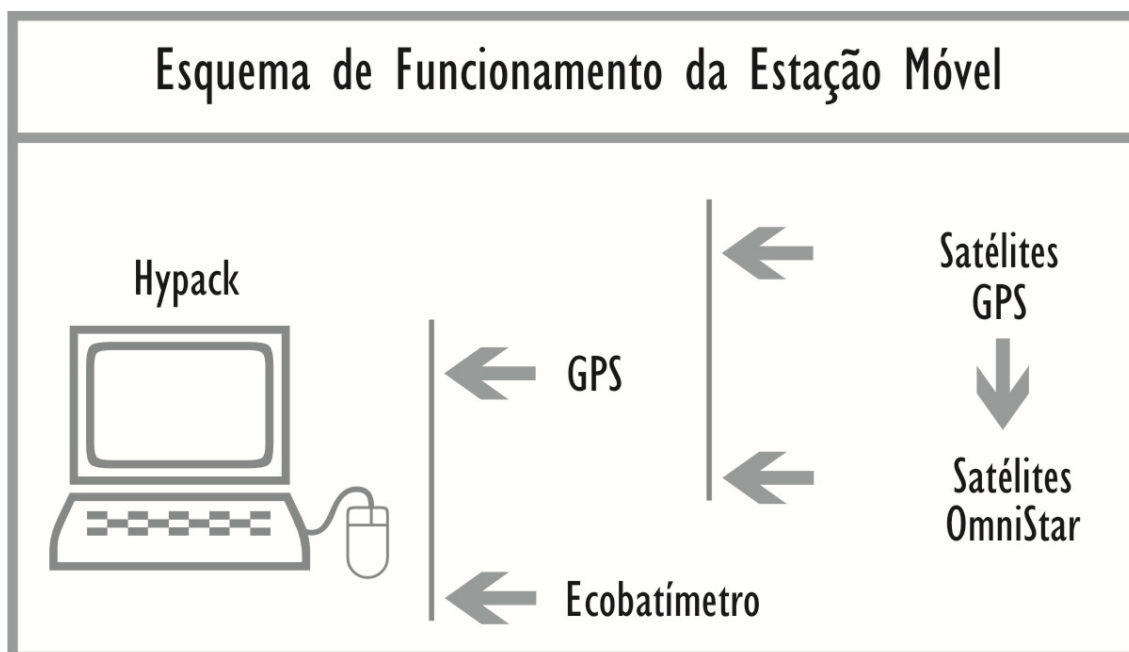 Esquema de Funcionamento da Estação Móvel
Hypack
GPS
Ecobatímetro
Satélites
GPS
Satélites
OmniStar